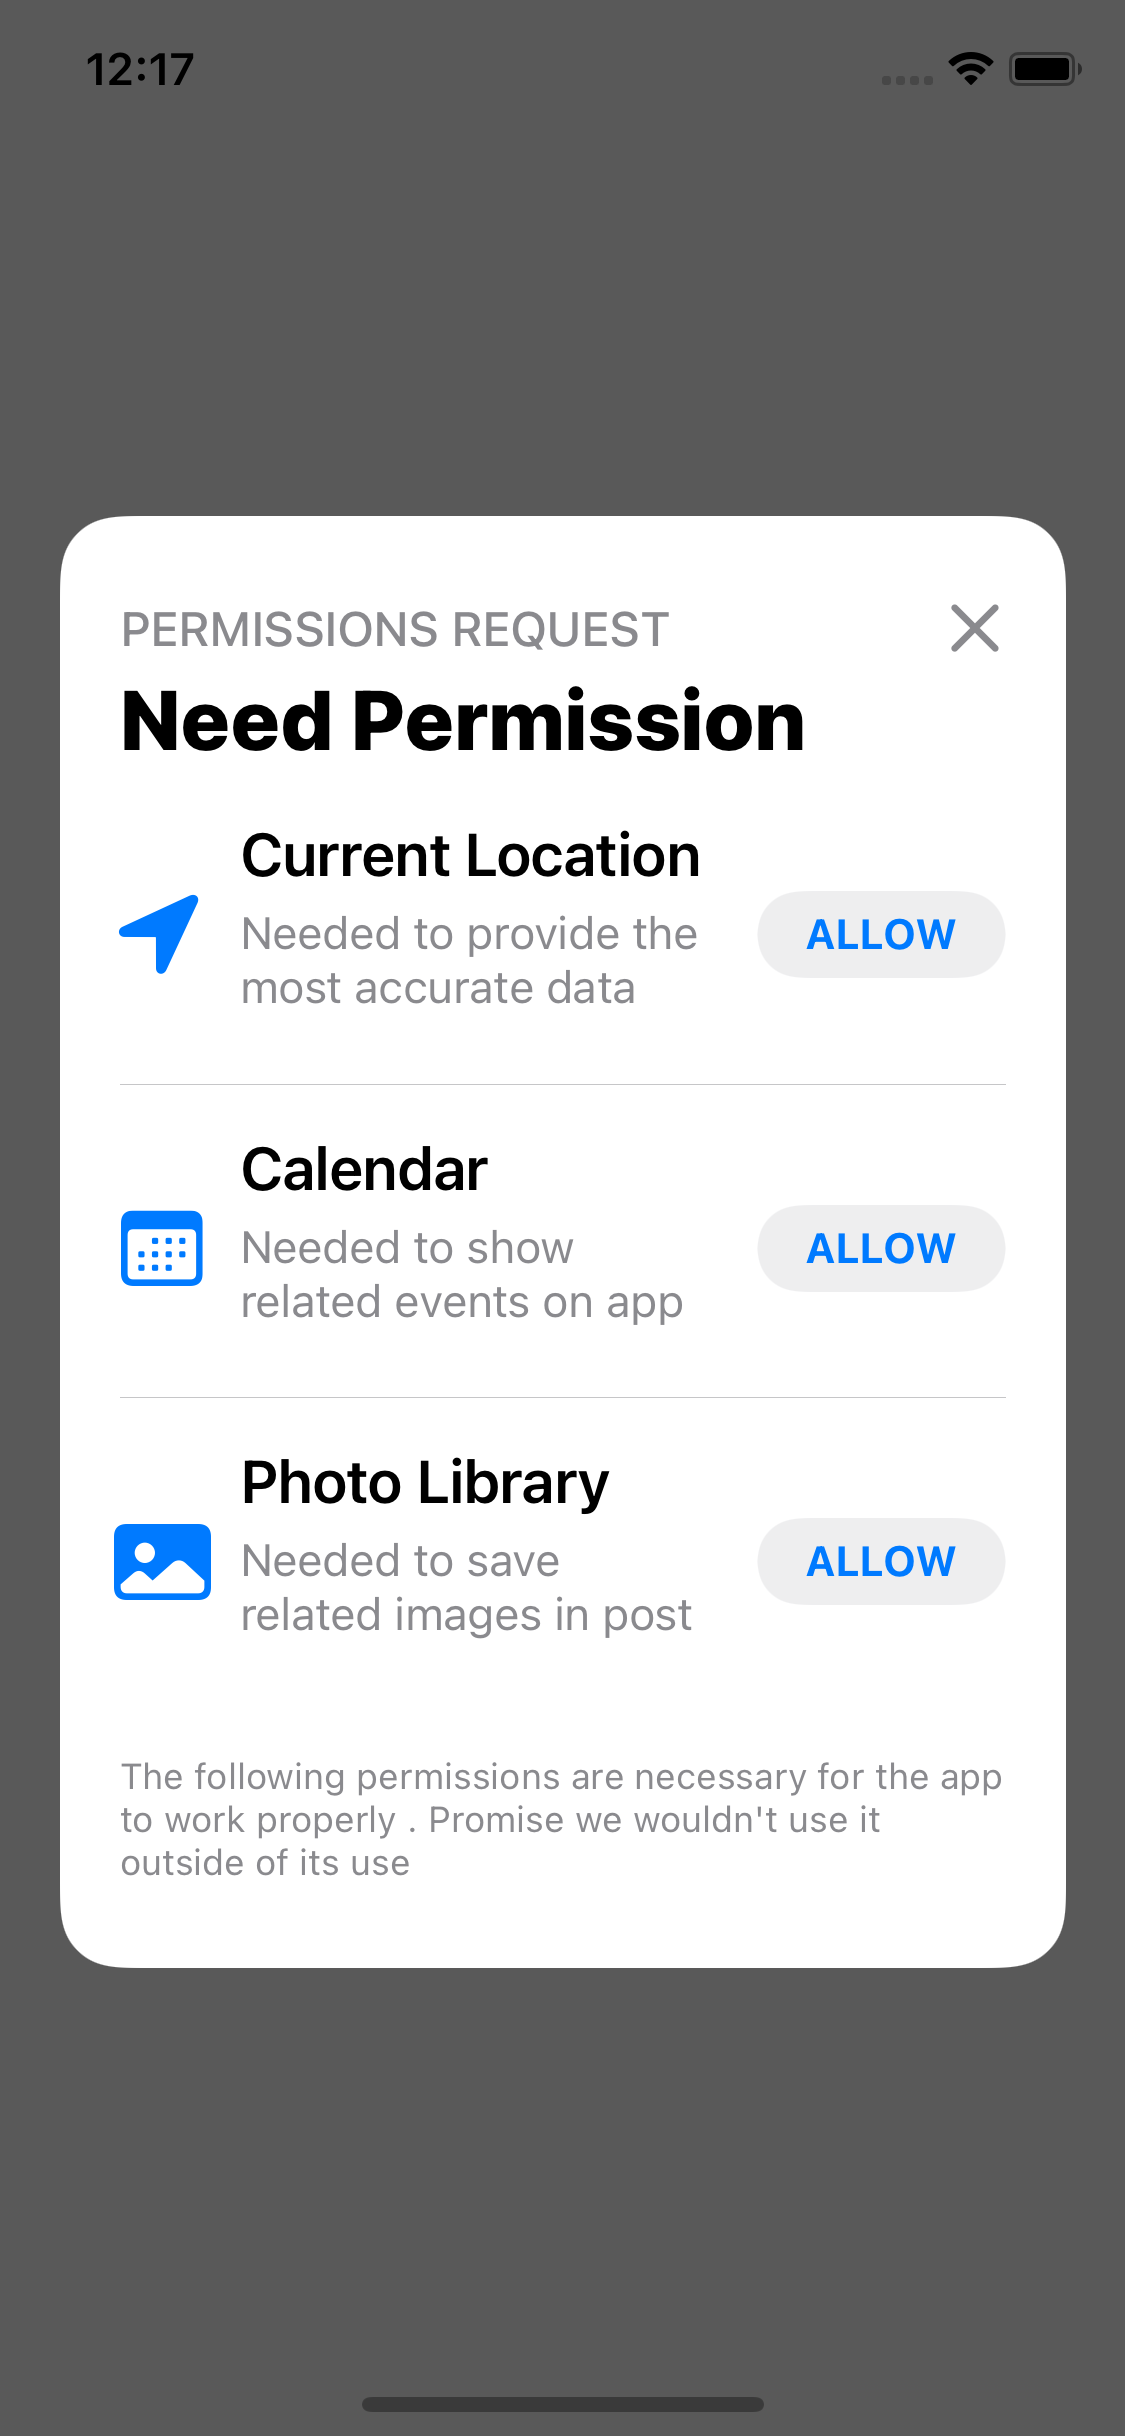 12:17
PERMISSIONS REQUEST
Need Permission
Current Location
Needed to provide the
most accurate data
ALLOW
Calendar
Needed to show
related events on app
ALLOW
Photo Library
Needed to save
related images in post
ALLOW
The following permissions are necessary for the app
to work properly . Promise we wouldn't use it
outside of its use